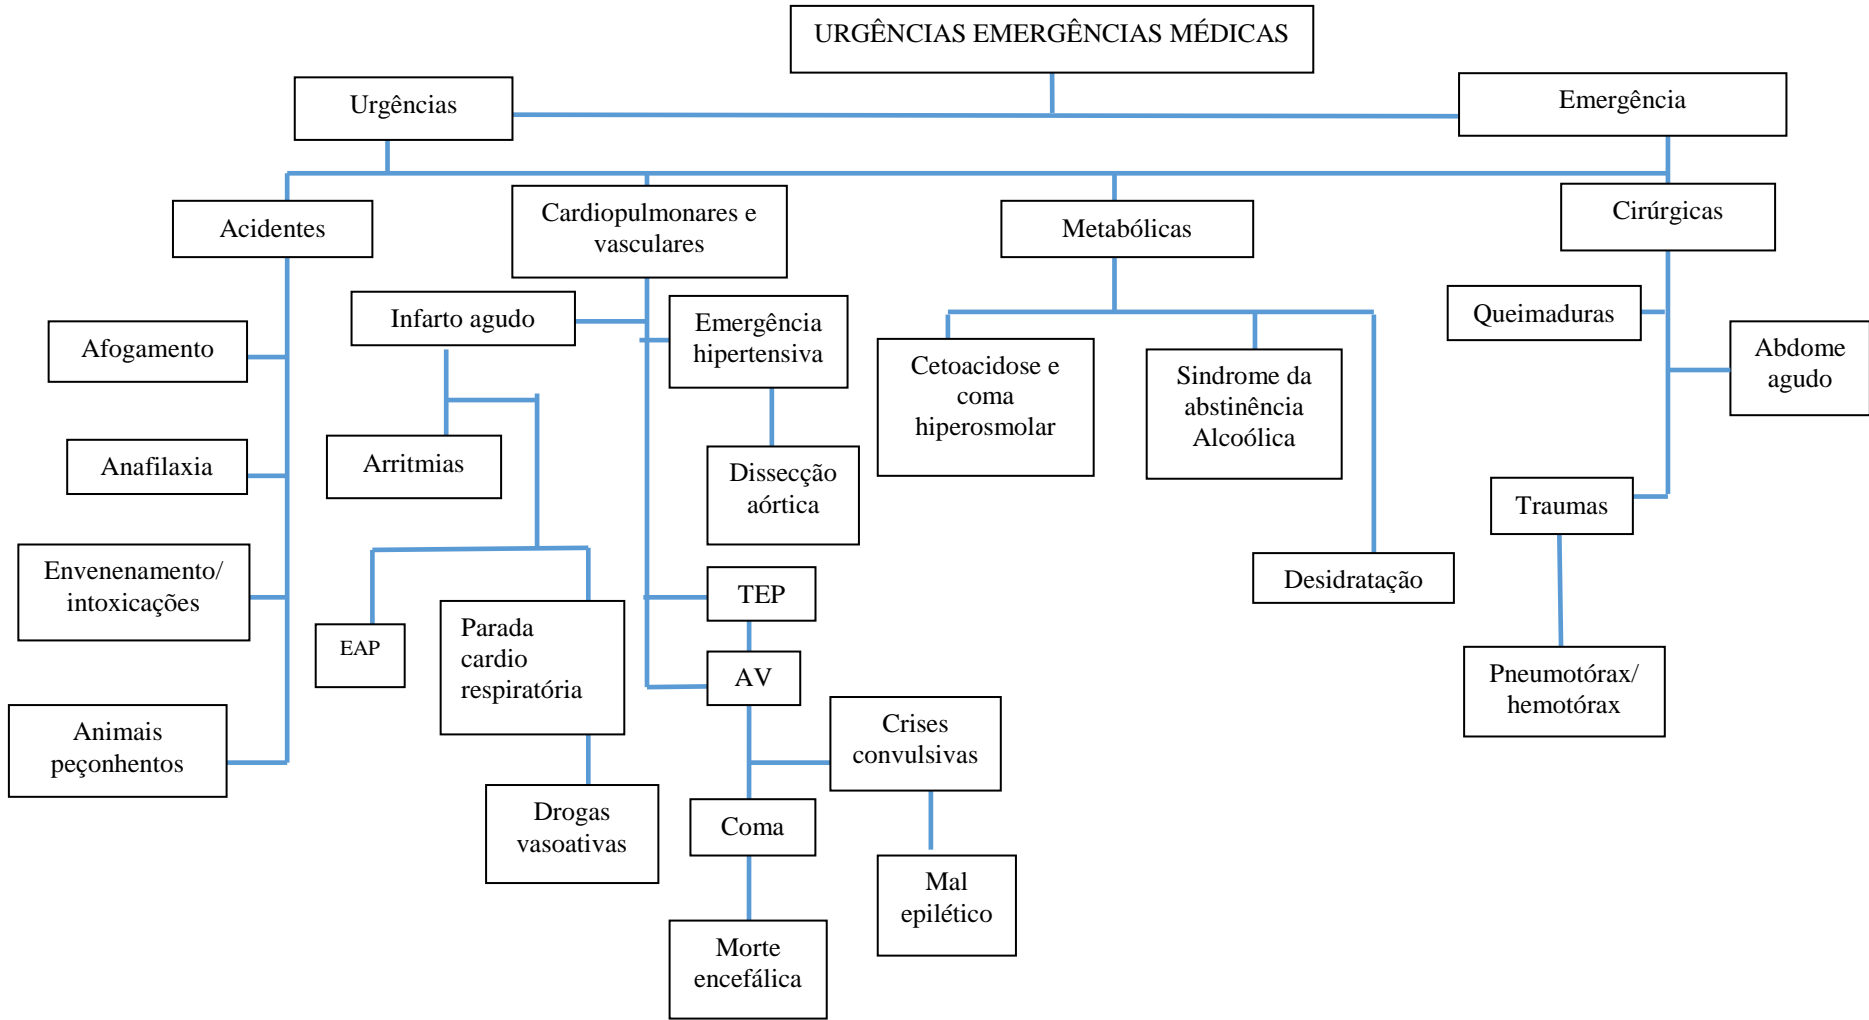 URGÊNCIAS EMERGÊNCIAS MÉDICAS
Urgências
Emergência
Acidentes
Cardiopulmonares e
vasculares
Metabólicas
Cirúrgicas
Afogamento
Anafilaxia
Envenenamento/
intoxicações
Animais
peçonhentos
Infarto agudo
Arritmias
EAP
Parada
cardio
respiratória
Drogas
vasoativas
Emergência
hipertensiva
Dissecção
aórtica
TEP
AV
Crises
convulsivas
Coma
Mal
epilético
Morte
encefálica
Cetoacidose e
coma
hiperosmolar
Sindrome da
abstinência
Alcoólica
Desidratação
Queimaduras
Abdome
agudo
Traumas
Pneumotórax/
hemotórax